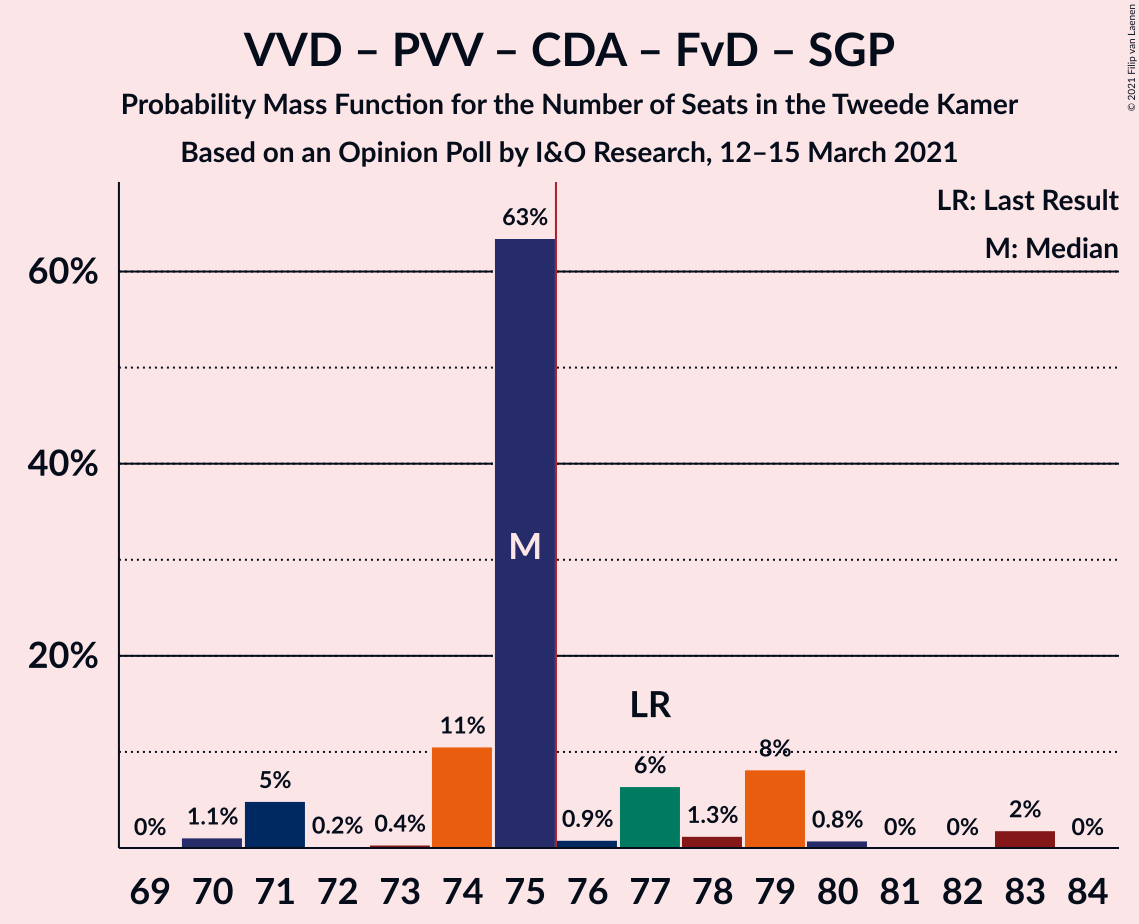 VVD – PVV – CDA – FvD – SGP
Probability Mass Function for the Number of Seats in the Tweede Kamer
Based on an Opinion Poll by I&O Research, 12–15 March 2021
© 2021 Filip van Laenen
LR: Last Result
M: Median
60%
40%
20%
0%
1.1%
5%
0.2%
0.4%
11%
63%
M
0.9%
LR
6%
1.3%
8%
0.8%
0%
0%
2%
0%
69 70 71 72 73 74 75 76 77 78 79 80 81 82 83 84